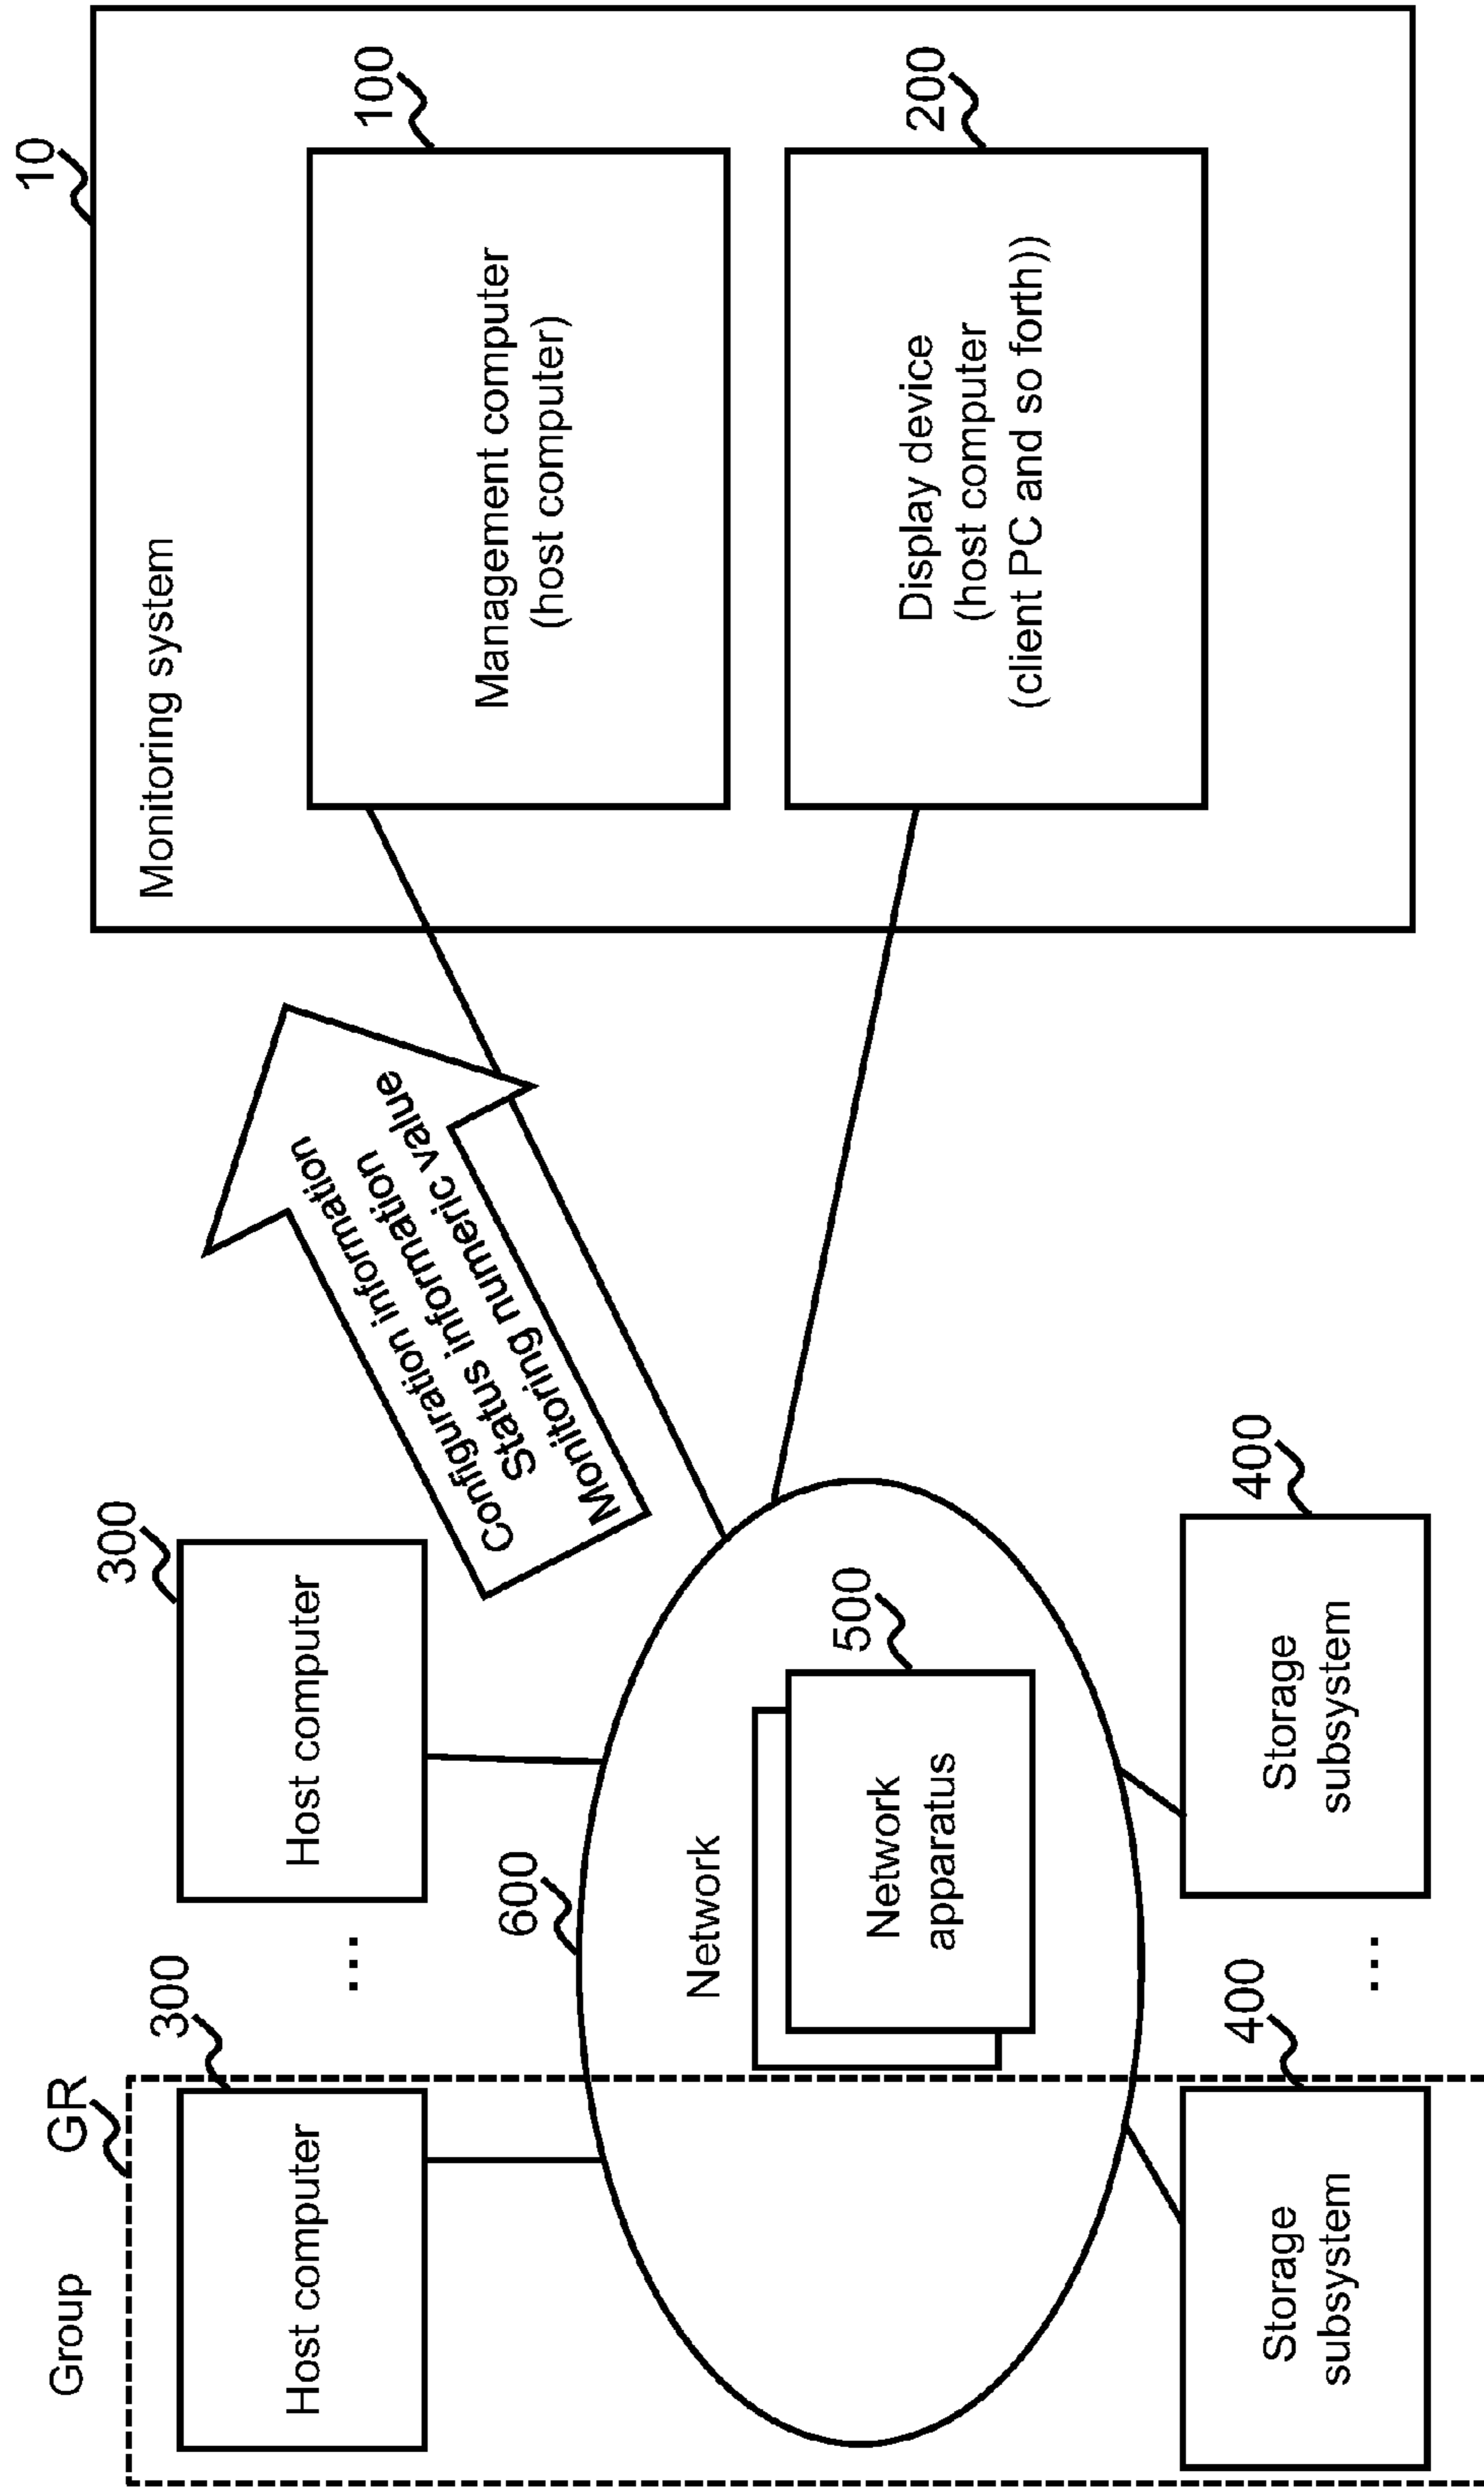 Group
GR
300
Host computer
...
300
Host computer
Configuration information
Status information
Monitoring numeric value
600
Network
500
Network
apparatus
400
Storage
subsystem
...
400
Storage
subsystem
10
Monitoring system
100
Management computer
(host computer)
200
Display device
(host computer
(client PC and so forth))